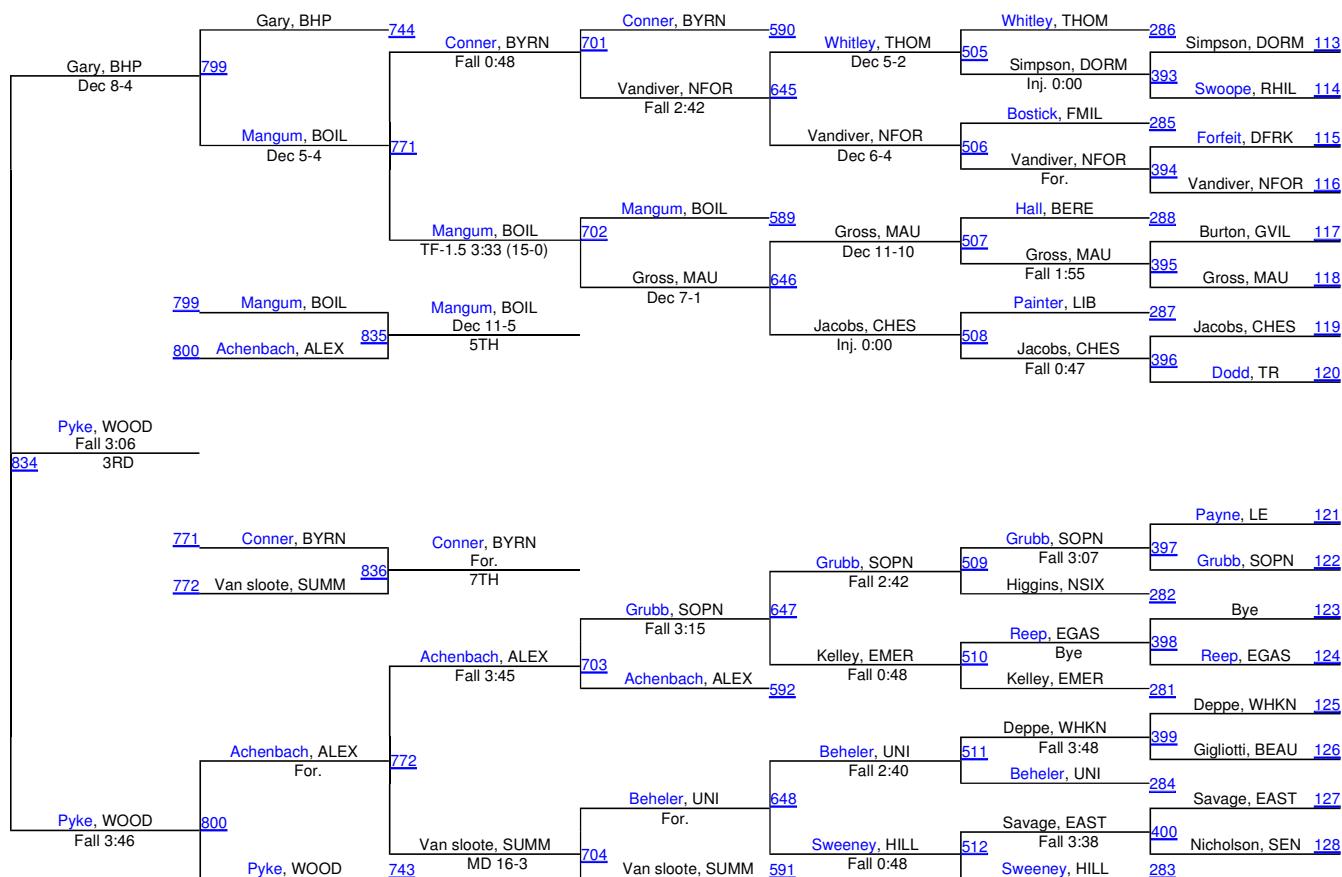 Gary, BHP 744 Conner, BYRN 590 Whitley, THOM 286
Conner, BYRN 701 Whitley, THOM 505 Simpson, DORM 113
Gary, BHP 799 Fall 0:48 Dec 5-2 Simpson, DORM 393
Dec 8-4 Vandiver, NFOR 645 Inj. 0:00 Swoope, RHIL 114
Fall 2:42 Bostick, FMIL 285
Mangum, BOIL 771 Vandiver, NFOR 506 Forfeit, DFRK 115
Dec 5-4 Dec 6-4 Vandiver, NFOR 394
For. Vandiver, NFOR 116
Mangum, BOIL 589 Hall, BERE 288
Mangum, BOIL 702 Gross, MAU 507 Burton, GVIL 117
TF-1.5 3:33 (15-0) Dec 11-10 Gross, MAU 395
Gross, MAU 646 Fall 1:55 Gross, MAU 118
799 Mangum, BOIL Mangum, BOIL Dec 7-1 Painter, LIB 287
835 Dec 11-5 Jacobs, CHES 508 Jacobs, CHES 119
800 Achenbach, ALEX 5TH Inj. 0:00 Jacobs, CHES 396
Fall 0:47 Dodd, TR 120
Pyke, WOOD
Fall 3:06
834 3RD
Payne, LE 121
771 Conner, BYRN Conner, BYRN Grubb, SOPN 397
For. Grubb, SOPN 509 Fall 3:07 Grubb, SOPN 122
772 Van sloote, SUMM 836 7TH Fall 2:42 Higgins, NSIX 282
Grubb, SOPN 647 Bye 123
Fall 3:15 Reep, EGAS 398
Achenbach, ALEX 703 Kelley, EMER 510 Bye Reep, EGAS 124
Fall 3:45 Achenbach, ALEX 592 Fall 0:48 Kelley, EMER 281
Deppe, WHKN 125
Deppe, WHKN 399
Achenbach, ALEX 772 Beheler, UNI 511 Fall 3:48 Gigliotti, BEAU 126
For. Fall 2:40 Beheler, UNI 284
Beheler, UNI 648 Savage, EAST 127
Pyke, WOOD 800 For. Savage, EAST 400
Fall 3:46 Van sloote, SUMM 704 Sweeney, HILL 512 Fall 3:38 Nicholson, SEN 128
Pyke, WOOD 743 MD 16-3 Van sloote, SUMM 591 Fall 0:48 Sweeney, HILL 283